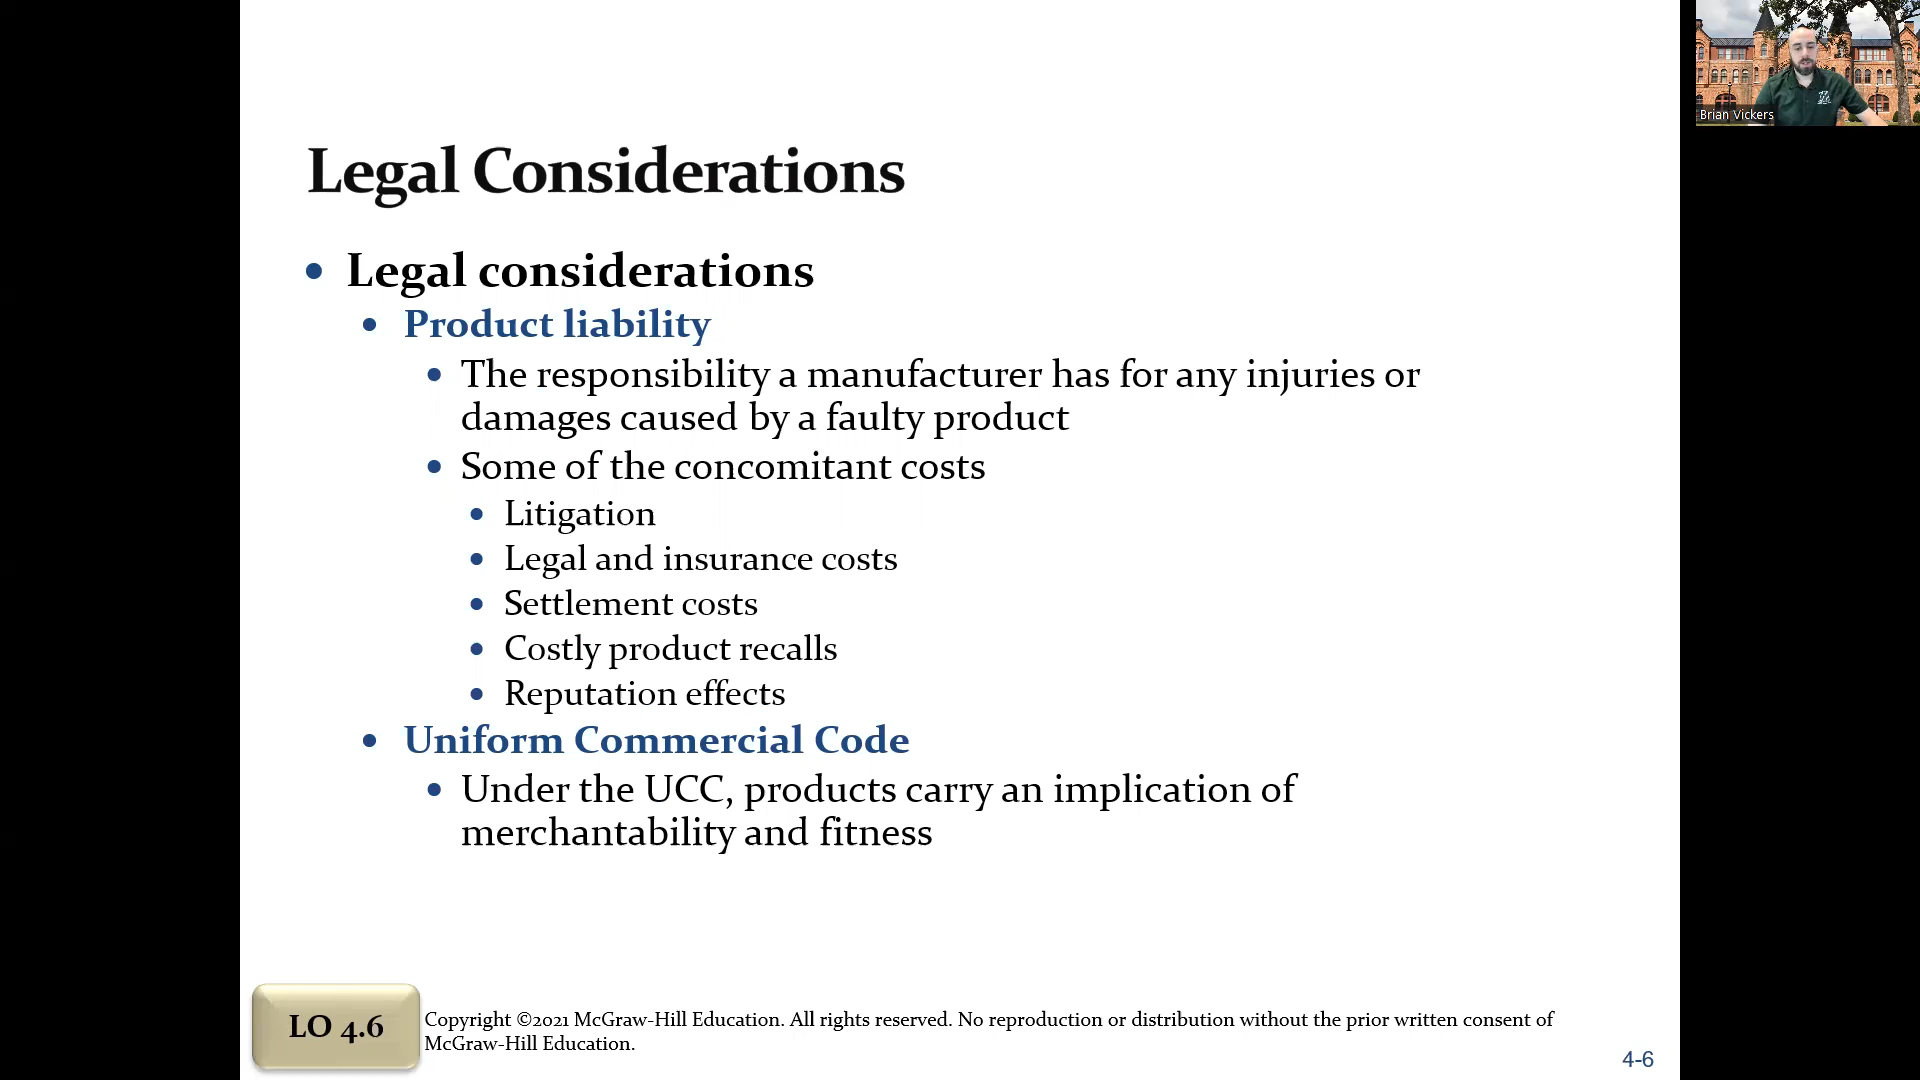 Brian Vickers
Legal Considerations
• Legal considerations
• Product liability
• The responsibility a manufacturer has for any injuries or
damages caused by a faulty product
• Some of the concomitant costs
• Litigation
• Legal and insurance costs
• Settlement costs
• Costly product recalls
• Reputation effects
• Uniform Commercial Code
• Under the UCC, products carry an implication of
merchantability and fitness
LO 4.6
Copyright ©2021 McGraw-Hill Education. All rights reserved. No reproduction or distribution without the prior written consent of
McGraw-Hill Education.
4-6